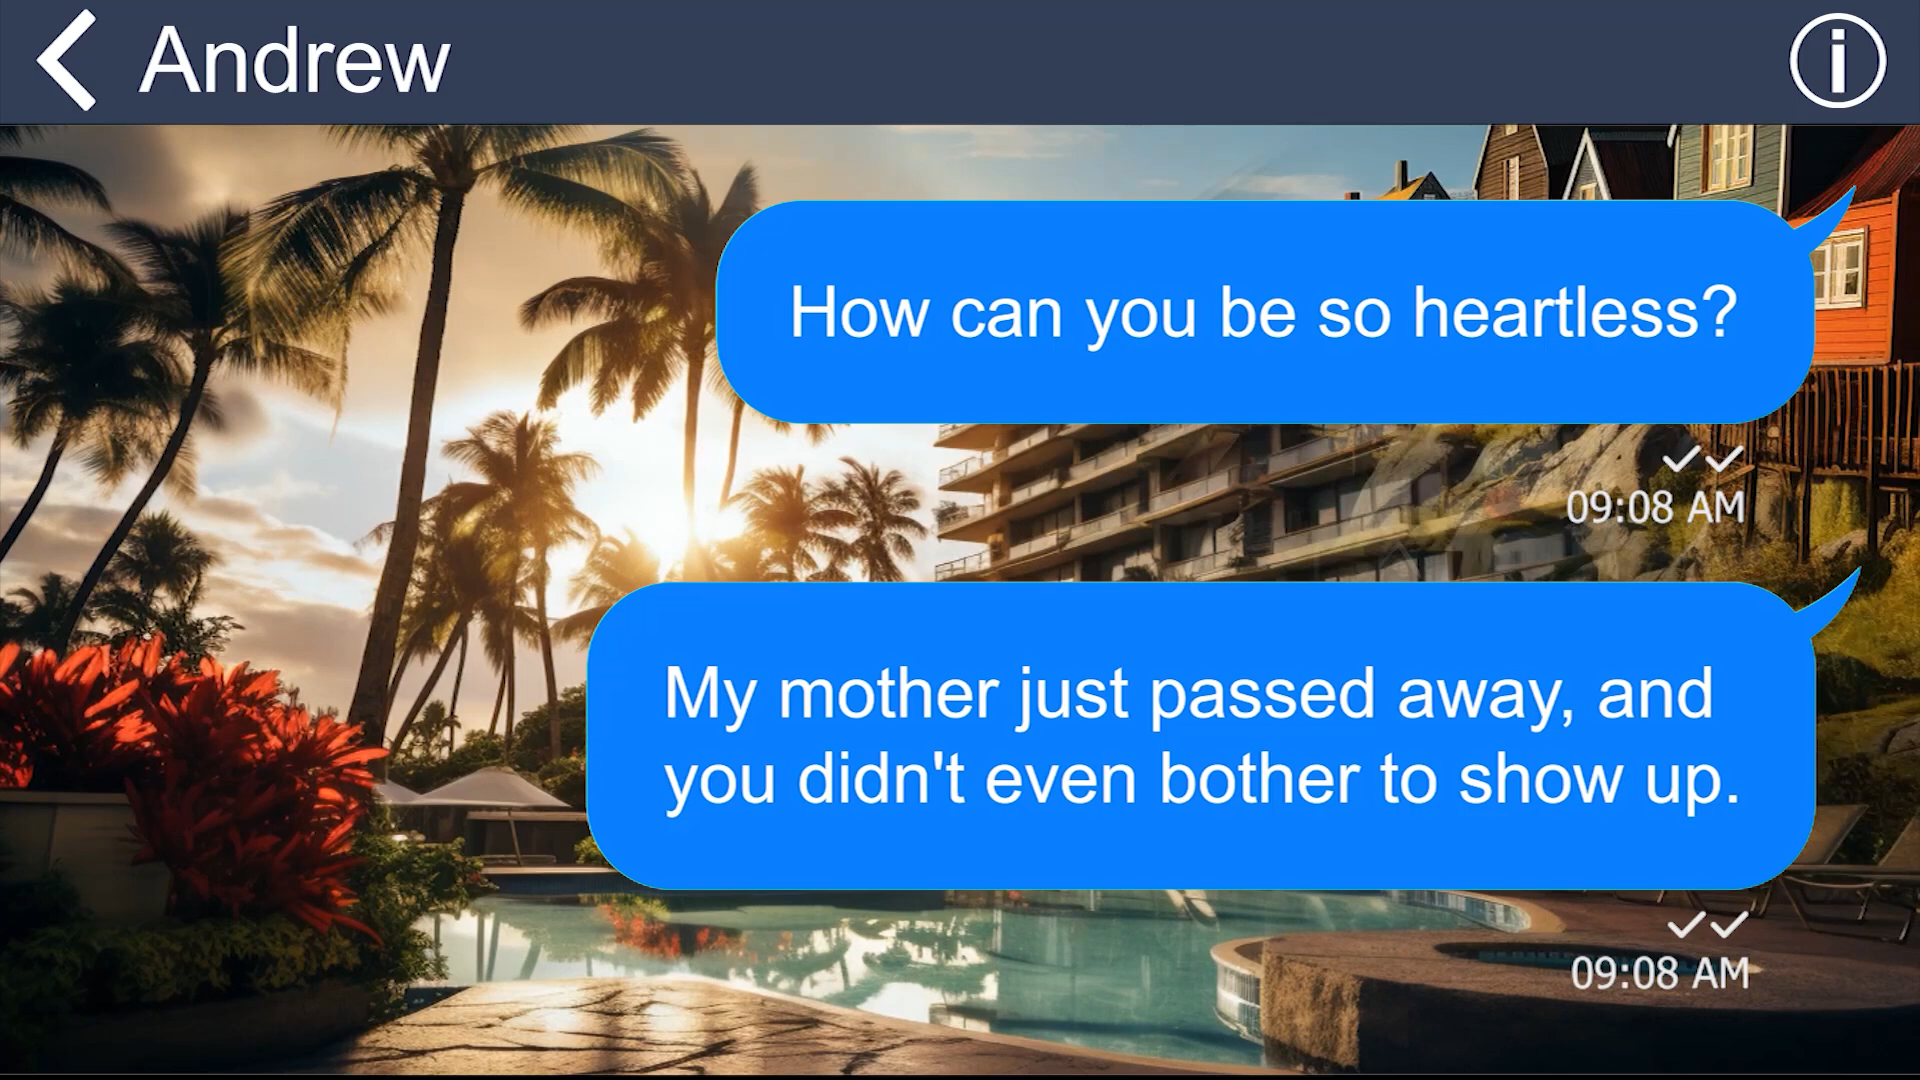 Andrew
How can you be so heartless?
09:08 AM
My mother just passed away, and
you didn't even bother to show up.
09:08 AM